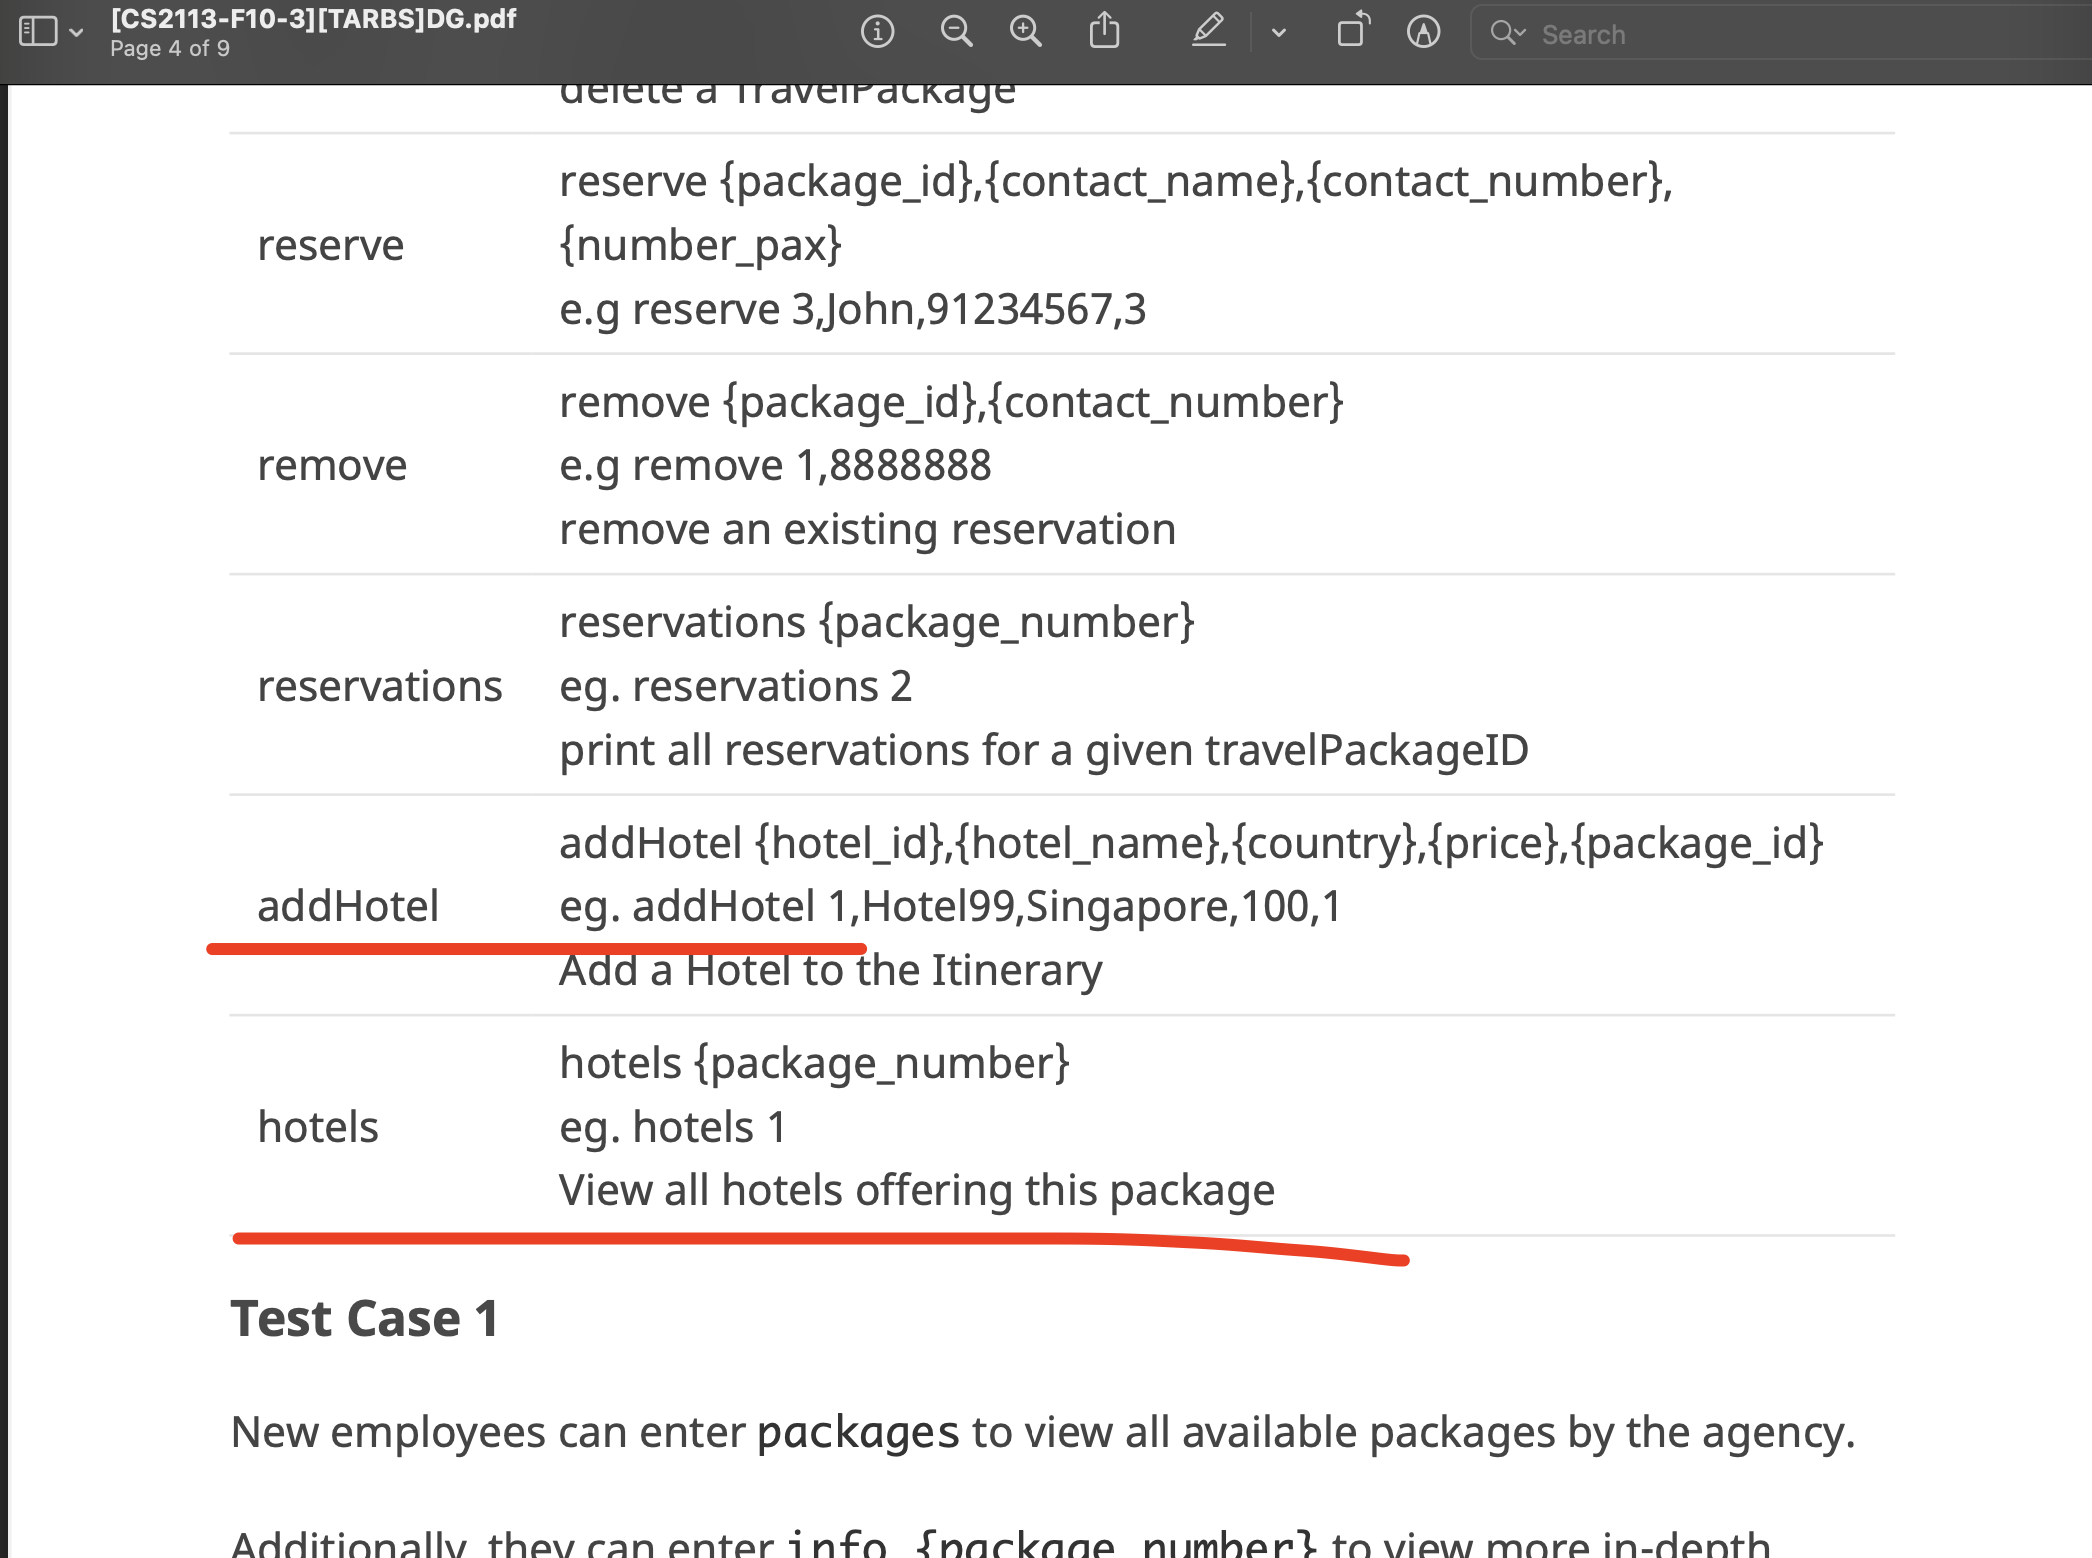 [CS2113-F10-3][TARBS]DG.pdf
Page 4 of 9
Search
delete a TravelPackage
reserve {package_id},{contact_name},{contact_number},
reserve
{number_pax}
e.g reserve 3,John,91234567,3
remove {package_id},{contact_number}
remove
e.g remove 1,8888888
remove an existing reservation
reservations {package_number}
reservations
eg. reservations 2
print all reservations for a given travelPackageID
addHotel {hotel_id},{hotel_name},{country},{price},{package_id}
addHotel
eg. addHotel 1,Hotel99,Singapore,100,1
Add a Hotel to the Itinerary
hotels {package_number}
hotels
eg. hotels 1
View all hotels offering this package
Test Case 1
New employees can enter packages to view all available packages by the agency.
Additionally, they can enter info {package_number} to view more in-depth